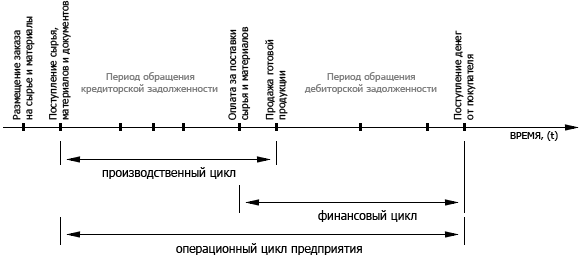 Размещение заказа
на сырье и материалы
Поступление сырья,
материалов и документов
Период обращения
кредиторской задолженности
Оплата за поставки
сырья и материалов
Продажа готовой
продукции
Период обращения
дебиторской задолженности
Поступление денег
от покупателя
ВРЕМЯ, (t)
производственный цикл
финансовый цикл
операционный цикл предприятия